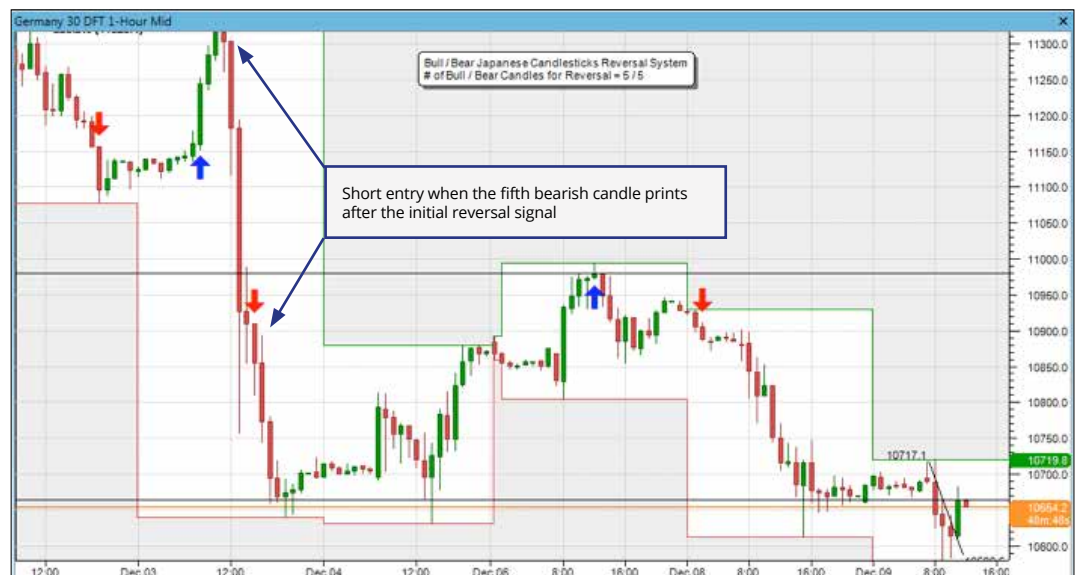 Germany 30 DFT 1-Hour Mid
Bull / Bear Japanese Candlesticks Reversal System
# of Bull / Bear Candles for Reversal = 5 / 5
Short entry when the fifth bearish candle prints
after the initial reversal signal
11300.0
11250.0
11200.0
11150.0
11100.0
11050.0
11000.0
10950.0
10900.0
10850.0
10800.0
10750.0
10717.1
10719.8
10700.0
10654.2
46m:46s
10600.0
12:00 Dec 03 12:00 Dec 04 12:00 Dec 06 8:00 16:00 Dec 08 8:00 16:00 Dec 09 8:00 16:00